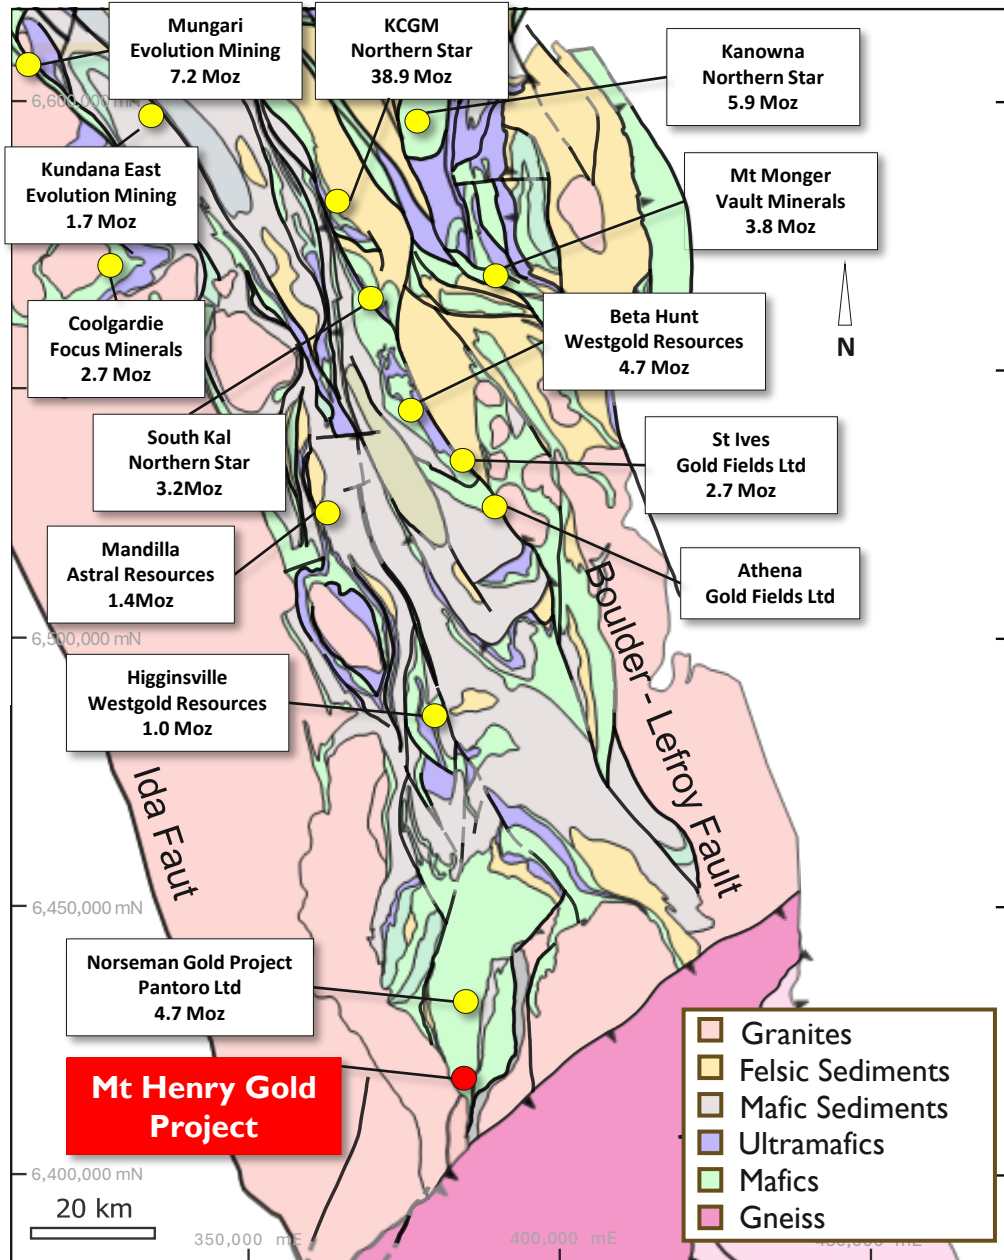 Mungari
Evolution Mining
7.2 Moz
KCGM
Northern Star
38.9 Moz
Kanowna
Northern Star
5.9 Moz
6,600,000 mN
Kundana East
Evolution Mining
1.7 Moz
Mt Monger
Vault Minerals
3.8 Moz
Coolgardie
Focus Minerals
2.7 Moz
Beta Hunt
Westgold Resources
4.7 Moz
N
South Kal
Northern Star
3.2Moz
St Ives
Gold Fields Ltd
2.7 Moz
Mandilla
Astral Resources
1.4Moz
Athena
Gold Fields Ltd
6,500,000 mN
Boulder - Lefroy Fault
Higginsville
Westgold Resources
1.0 Moz
Ida Faut
6,450,000 mN
Norseman Gold Project
Pantoro Ltd
4.7 Moz
Mt Henry Gold
Project
Granites
Felsic Sediments
Mafic Sediments
Ultramafics
Mafics
Gneiss
6,400,000 mN
20 km
350,000 mE
400,000 mE